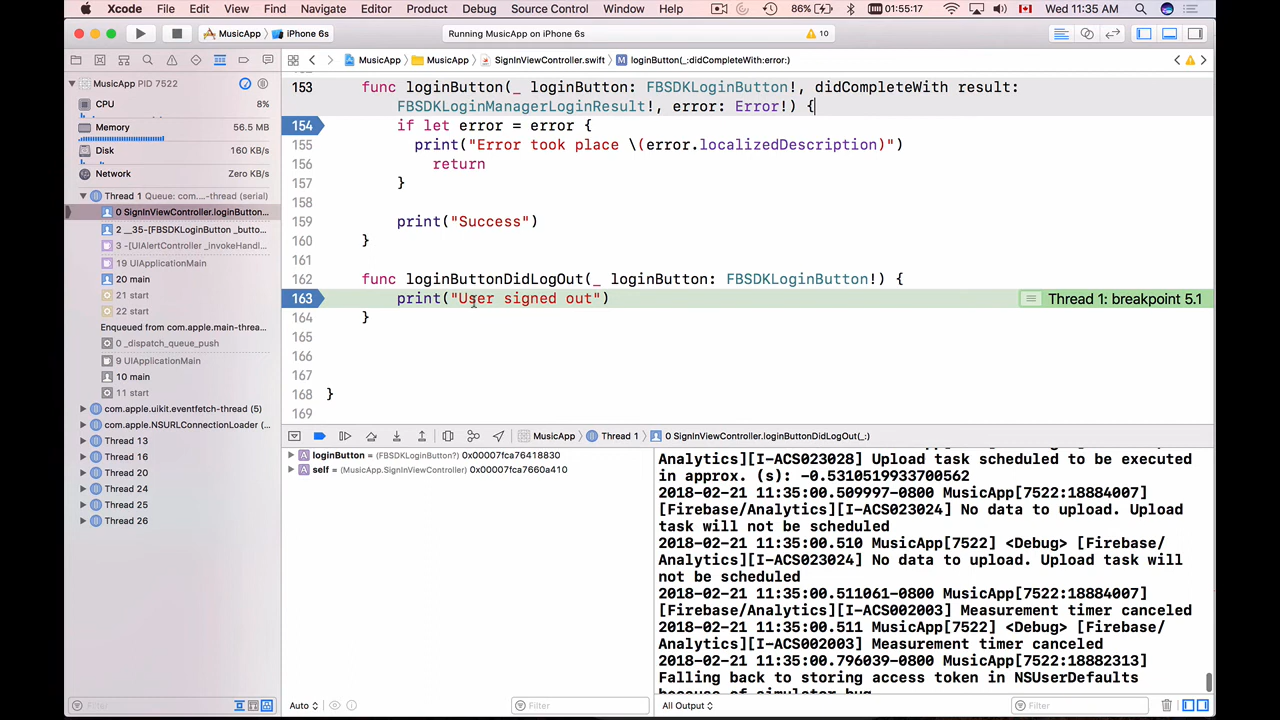 Xcode File Edit View Find Navigate Editor Product Debug Source Control Window Help 86% 01:55:17 Wed 11:35 AM
MusicApp iPhone 6s Running MusicApp on iPhone 6s 10
MusicApp MusicApp SignInViewController.swift loginButton(_:didCompleteWith:error:)
MusicApp PID 7522
CPU 8%
Memory 56.5 MB
Disk 160 KB/s
Network Zero KB/s
Thread 1 Queue: com....-thread (serial)
0 SignInViewController.loginButton...
2 __35-[FBSDKLoginButton _butto...
3 -[UIAlertController _invokeHandl...
19 UIApplicationMain
20 main
21 start
22 start
Enqueued from com.apple.main-threa...
0 _dispatch_queue_push
9 UIApplicationMain
10 main
11 start
com.apple.uikit.eventfetch-thread (5)
com.apple.NSURLConnectionLoader (...
Thread 13
Thread 16
Thread 20
Thread 24
Thread 25
Thread 26
Filter
153 func loginButton(_ loginButton: FBSDKLoginButton!, didCompleteWith result:
FBSDKLoginManagerLoginResult!, error: Error!) {
154 if let error = error {
155 print("Error took place \(error.localizedDescription)")
156 return
157 }
158
159 print("Success")
160 }
161
162 func loginButtonDidLogOut(_ loginButton: FBSDKLoginButton!) {
163 print("User signed out") Thread 1: breakpoint 5.1
164 }
165
166
167
168 }
169
MusicApp Thread 1 0 SignInViewController.loginButtonDidLogOut(_:)
loginButton = (FBSDKLoginButton?) 0x00007fca76418830
self = (MusicApp.SignInViewController) 0x00007fca7660a410
Auto Filter
Analytics][I-ACS023028] Upload task scheduled to be executed
in approx. (s): -0.5310519933700562
2018-02-21 11:35:00.509997-0800 MusicApp[7522:18884007]
[Firebase/Analytics][I-ACS023024] No data to upload. Upload
task will not be scheduled
2018-02-21 11:35:00.510 MusicApp[7522] <Debug> [Firebase/
Analytics][I-ACS023024] No data to upload. Upload task will
not be scheduled
2018-02-21 11:35:00.511061-0800 MusicApp[7522:18884007]
[Firebase/Analytics][I-ACS002003] Measurement timer canceled
2018-02-21 11:35:00.511 MusicApp[7522] <Debug> [Firebase/
Analytics][I-ACS002003] Measurement timer canceled
2018-02-21 11:35:00.796039-0800 MusicApp[7522:18882313]
Falling back to storing access token in NSUserDefaults
because of simulator bug
All Output Filter